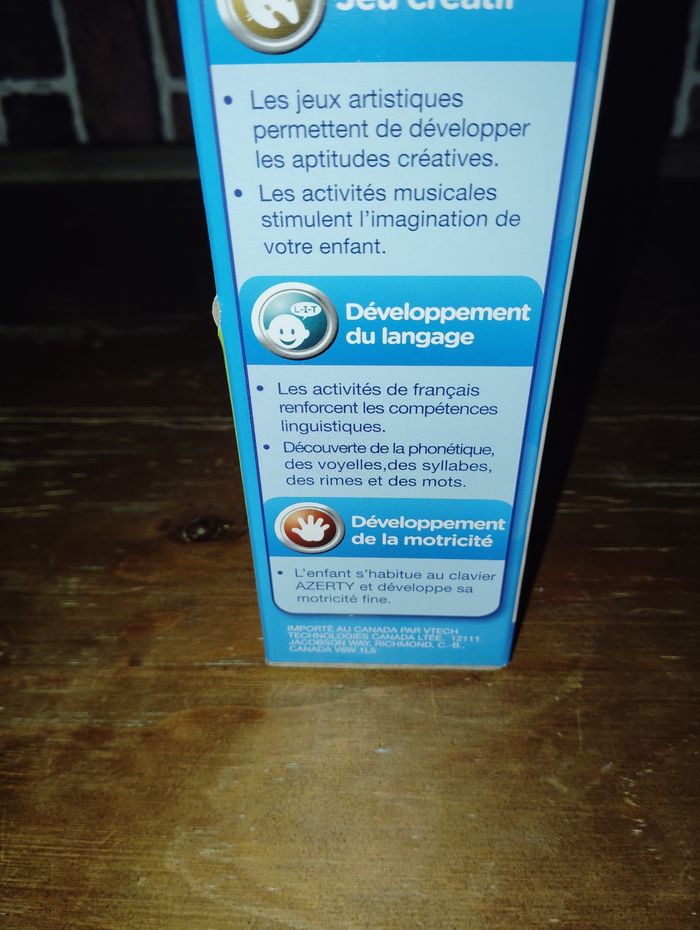 Jeu créatif
• Les jeux artistiques
permettent de développer
les aptitudes créatives.
• Les activités musicales
stimulent l'imagination de
votre enfant.
L-I-T
Développement
du langage
• Les activités de français
renforcent les compétences
linguistiques.
• Découverte de la phonétique,
des voyelles,des syllabes,
des rimes et des mots.
Développement
de la motricité
• L'enfant s'habitue au clavier
AZERTY et développe sa
motricité fine.
IMPORTÉ AU CANADA PAR VTECH
TECHNOLOGIES CANADA LTÉE. 12111
JACOBSON WAY, RICHMOND, C.-B.,
CANADA V6W 1L5